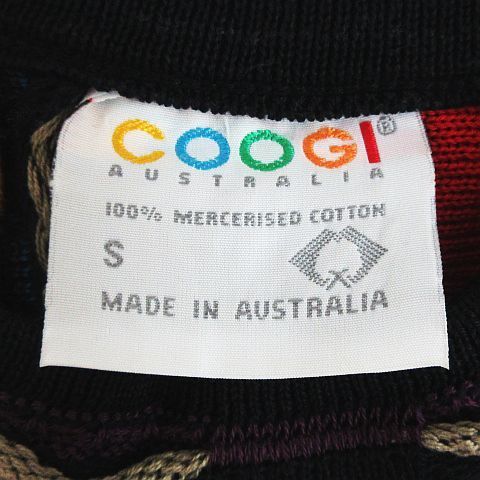 COOGI®
AUSTRALIA
100% MERCERISED COTTON
S
MADE IN AUSTRALIA